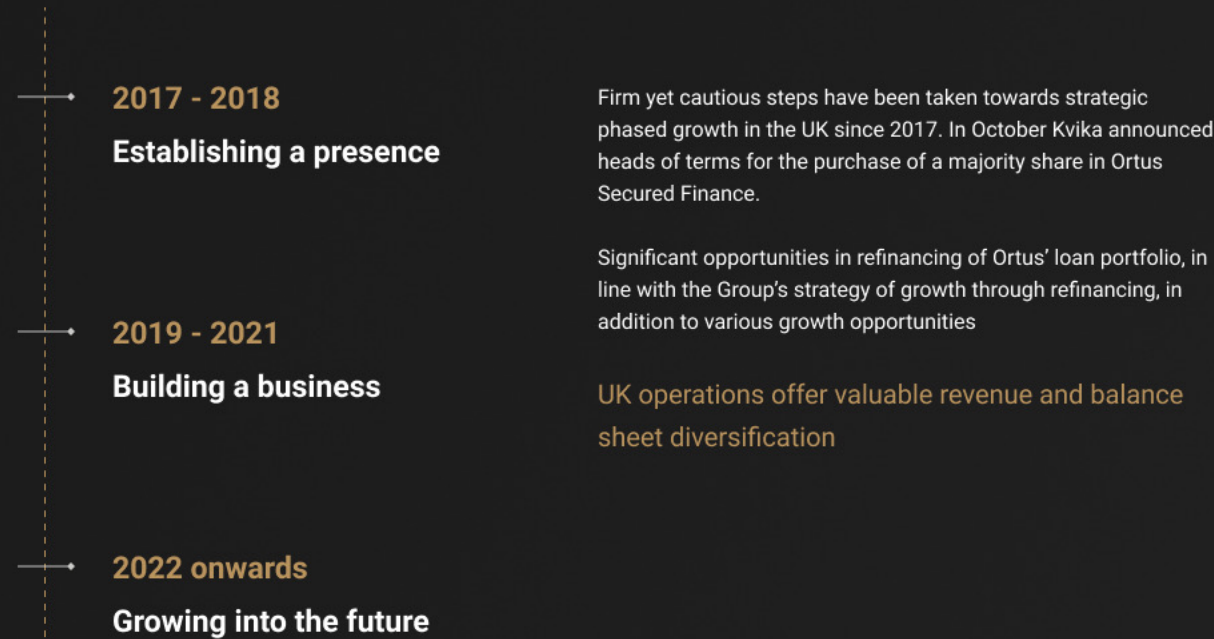 2017 - 2018
Establishing a presence
2019 - 2021
Building a business
2022 onwards
Growing into the future
Firm yet cautious steps have been taken towards strategic
phased growth in the UK since 2017. In October Kvika announced
heads of terms for the purchase of a majority share in Ortus
Secured Finance.
Significant opportunities in refinancing of Ortus’ loan portfolio, in
line with the Group’s strategy of growth through refinancing, in
addition to various growth opportunities
UK operations offer valuable revenue and balance
sheet diversification